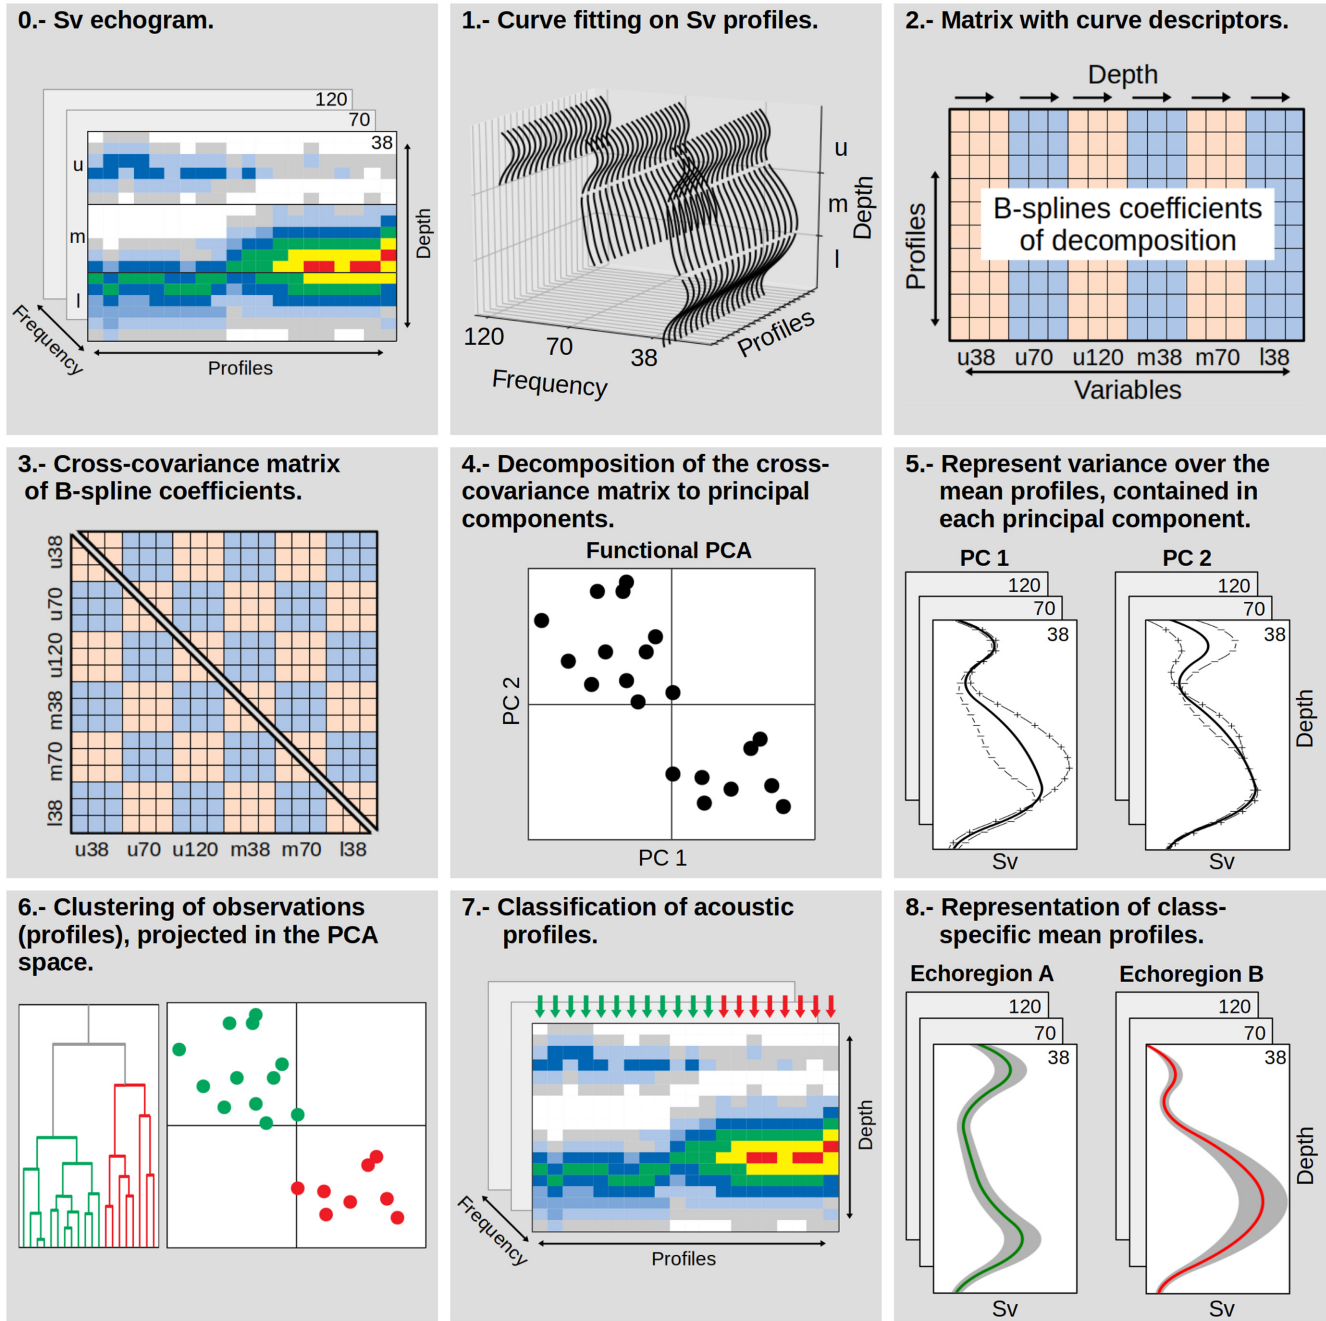 0.- Sv echogram.
120
70
38
u
m
l
Depth
Frequency
Profiles
1.- Curve fitting on Sv profiles.
u
m
l
Depth
120
70
38
Profiles
Frequency
2.- Matrix with curve descriptors.
Depth
Profiles
B-splines coefficients
of decomposition
u38 u70 u120 m38 m70 l38
Variables
3.- Cross-covariance matrix
of B-spline coefficients.
u38
u70
u120
m38
m70
l38
u38 u70 u120 m38 m70 l38
4.- Decomposition of the cross-
covariance matrix to principal
components.
Functional PCA
PC 2
PC 1
5.- Represent variance over the
mean profiles, contained in
each principal component.
PC 1
120
70
38
Sv
PC 2
120
70
38
Sv
Depth
6.- Clustering of observations
(profiles), projected in the PCA
space.
7.- Classification of acoustic
profiles.
Depth
Frequency
Profiles
8.- Representation of class-
specific mean profiles.
Echoregion A
120
70
38
Sv
Echoregion B
120
70
38
Sv
Depth